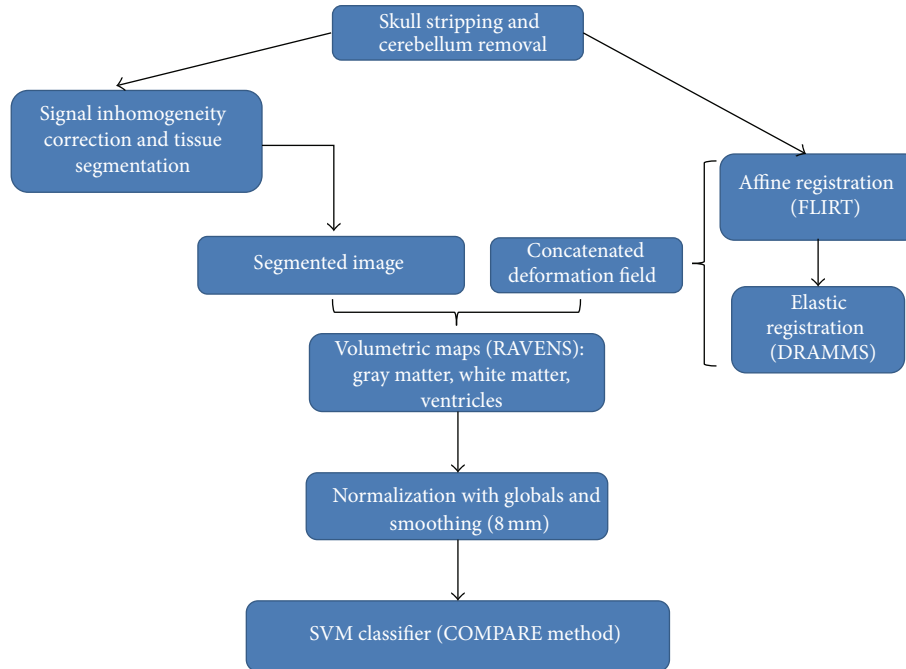 Skull stripping and
cerebellum removal
Signal inhomogeneity
correction and tissue
segmentation
Affine registration
(FLIRT)
Segmented image
Concatenated
deformation field
Elastic
registration
(DRAMMS)
Volumetric maps (RAVENS):
gray matter, white matter,
ventricles
Normalization with globals and
smoothing (8 mm)
SVM classifier (COMPARE method)